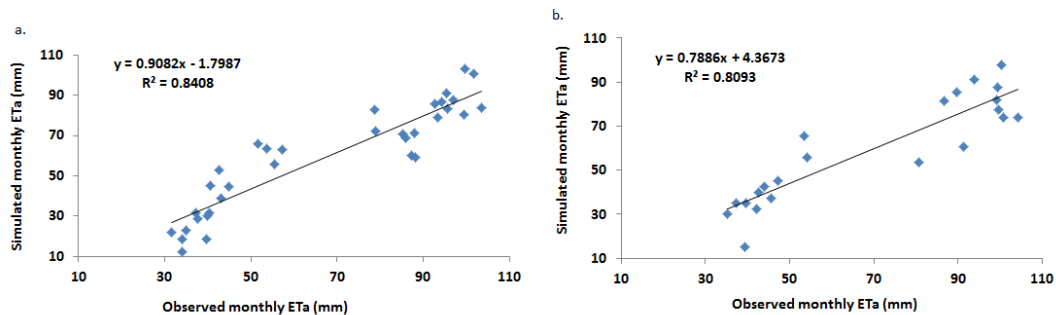 a.
y = 0.9082x - 1.7987
R² = 0.8408
Simulated monthly ETa (mm)
110
90
70
50
30
10
10 30 50 70 90 110
Observed monthly ETa (mm)
b.
y = 0.7886x + 4.3673
R² = 0.8093
Simulated monthly ETa (mm)
110
90
70
50
30
10
10 30 50 70 90 110
Observed monthly ETa (mm)